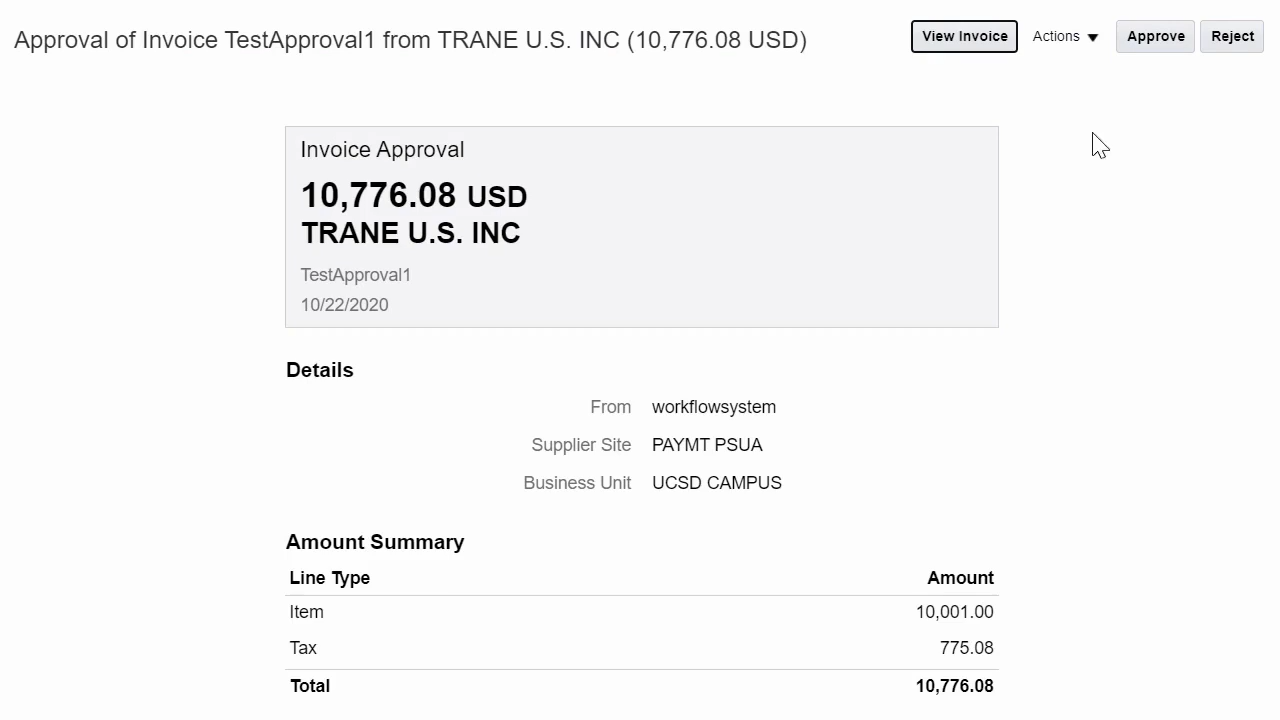 Approval of Invoice TestApproval1 from TRANE U.S. INC (10,776.08 USD)
View Invoice Actions Approve Reject
Invoice Approval
10,776.08 USD
TRANE U.S. INC
TestApproval1
10/22/2020
Details
From workflowsystem
Supplier Site PAYMT PSUA
Business Unit UCSD CAMPUS
Amount Summary
Line Type Amount
Item 10,001.00
Tax 775.08
Total 10,776.08